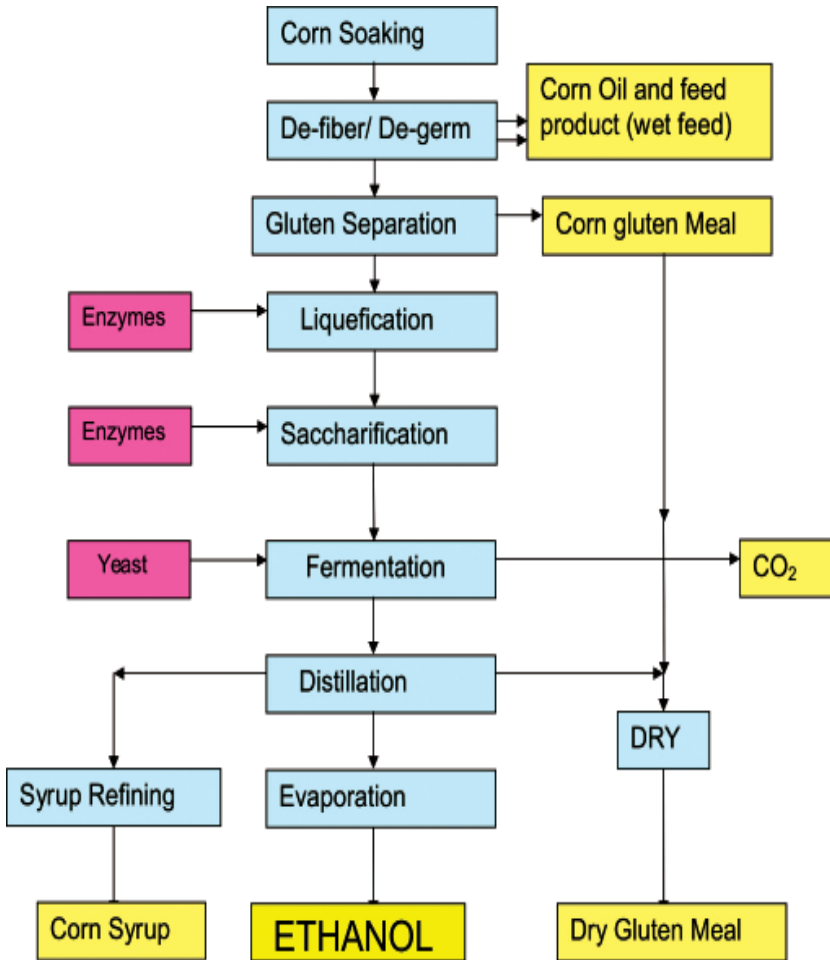 Corn Soaking
De-fiber/ De-germ
Corn Oil and feed
product (wet feed)
Gluten Separation
Corn gluten Meal
Enzymes
Liquefication
Enzymes
Saccharification
Yeast
Fermentation
CO₂
Distillation
DRY
Syrup Refining
Evaporation
Corn Syrup
ETHANOL
Dry Gluten Meal